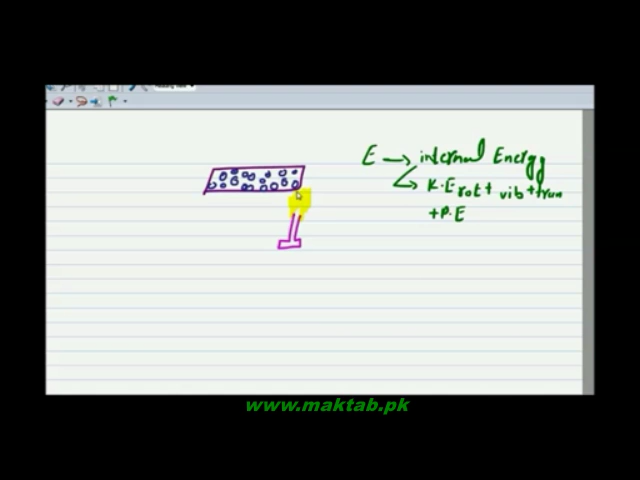 E → internal Energy
↳ K.E rot + vib + tran
+ P.E
www.maktab.pk